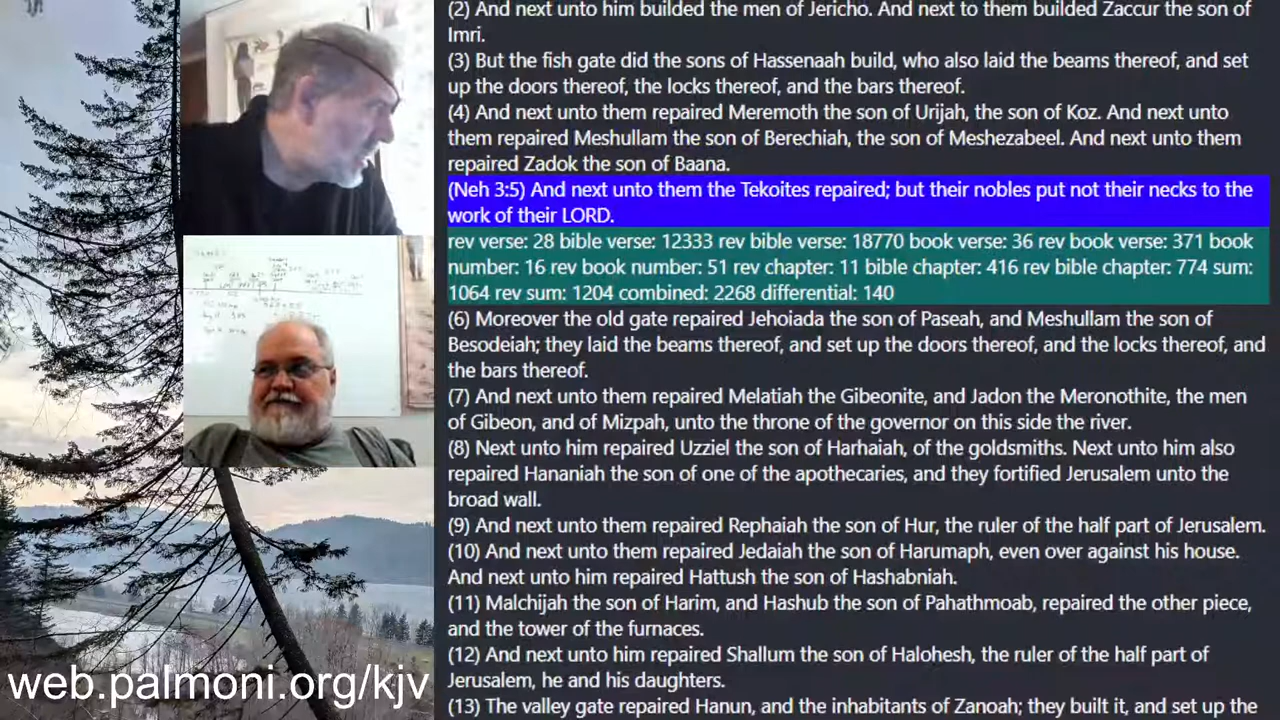 (2) And next unto him builded the men of Jericho. And next to them builded Zaccur the son of
Imri.
(3) But the fish gate did the sons of Hassenaah build, who also laid the beams thereof, and set
up the doors thereof, the locks thereof, and the bars thereof.
(4) And next unto them repaired Meremoth the son of Urijah, the son of Koz. And next unto
them repaired Meshullam the son of Berechiah, the son of Meshezabeel. And next unto them
repaired Zadok the son of Baana.
(Neh 3:5) And next unto them the Tekoites repaired; but their nobles put not their necks to the
work of their LORD.
rev verse: 28 bible verse: 12333 rev bible verse: 18770 book verse: 36 rev book verse: 371 book
number: 16 rev book number: 51 rev chapter: 11 bible chapter: 416 rev bible chapter: 774 sum:
1064 rev sum: 1204 combined: 2268 differential: 140
(6) Moreover the old gate repaired Jehoiada the son of Paseah, and Meshullam the son of
Besodeiah; they laid the beams thereof, and set up the doors thereof, and the locks thereof, and
the bars thereof.
(7) And next unto them repaired Melatiah the Gibeonite, and Jadon the Meronothite, the men
of Gibeon, and of Mizpah, unto the throne of the governor on this side the river.
(8) Next unto him repaired Uzziel the son of Harhaiah, of the goldsmiths. Next unto him also
repaired Hananiah the son of one of the apothecaries, and they fortified Jerusalem unto the
broad wall.
(9) And next unto them repaired Rephaiah the son of Hur, the ruler of the half part of Jerusalem.
(10) And next unto them repaired Jedaiah the son of Harumaph, even over against his house.
And next unto him repaired Hattush the son of Hashabniah.
(11) Malchijah the son of Harim, and Hashub the son of Pahathmoab, repaired the other piece,
and the tower of the furnaces.
(12) And next unto him repaired Shallum the son of Halohesh, the ruler of the half part of
Jerusalem, he and his daughters.
(13) The valley gate repaired Hanun, and the inhabitants of Zanoah; they built it, and set up the
web.palmoni.org/kjv